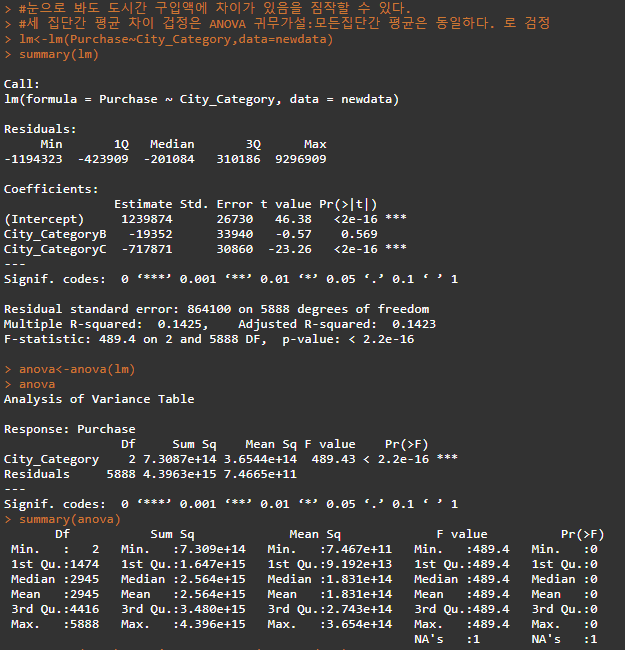 > #눈으로 봐도 도시간 구입액에 차이가 있음을 짐작할 수 있다.
> #세 집단간 평균 차이 겁정은 ANOVA 귀무가설:모든집단간 평균은 동일하다. 로 검정
> lm<-lm(Purchase~City_Category,data=newdata)
> summary(lm)

Call:
lm(formula = Purchase ~ City_Category, data = newdata)

Residuals:
     Min       1Q   Median       3Q      Max
-1194323  -423909  -201084   310186  9296909

Coefficients:
               Estimate Std. Error t value Pr(>|t|)
(Intercept)     1239874      26730   46.38   <2e-16 ***
City_CategoryB   -19352      33940   -0.57    0.569
City_CategoryC  -717871      30860  -23.26   <2e-16 ***
---
Signif. codes:  0 ‘***’ 0.001 ‘**’ 0.01 ‘*’ 0.05 ‘.’ 0.1 ‘ ’ 1

Residual standard error: 864100 on 5888 degrees of freedom
Multiple R-squared:  0.1425,    Adjusted R-squared:  0.1423
F-statistic: 489.4 on 2 and 5888 DF,  p-value: < 2.2e-16

> anova<-anova(lm)
> anova
Analysis of Variance Table

Response: Purchase
                Df     Sum Sq    Mean Sq F value    Pr(>F)
City_Category    2 7.3087e+14 3.6544e+14  489.43 < 2.2e-16 ***
Residuals     5888 4.3963e+15 7.4665e+11
---
Signif. codes:  0 ‘***’ 0.001 ‘**’ 0.01 ‘*’ 0.05 ‘.’ 0.1 ‘ ’ 1
> summary(anova)
       Df           Sum Sq             Mean Sq             F value          Pr(>F)
 Min.   :   2   Min.   :7.309e+14   Min.   :7.467e+11   Min.   :489.4   Min.   :0
 1st Qu.:1474   1st Qu.:1.647e+15   1st Qu.:9.192e+13   1st Qu.:489.4   1st Qu.:0
 Median :2945   Median :2.564e+15   Median :1.831e+14   Median :489.4   Median :0
 Mean   :2945   Mean   :2.564e+15   Mean   :1.831e+14   Mean   :489.4   Mean   :0
 3rd Qu.:4416   3rd Qu.:3.480e+15   3rd Qu.:2.743e+14   3rd Qu.:489.4   3rd Qu.:0
 Max.   :5888   Max.   :4.396e+15   Max.   :3.654e+14   Max.   :489.4   Max.   :0
                                                        NA's   :1       NA's   :1